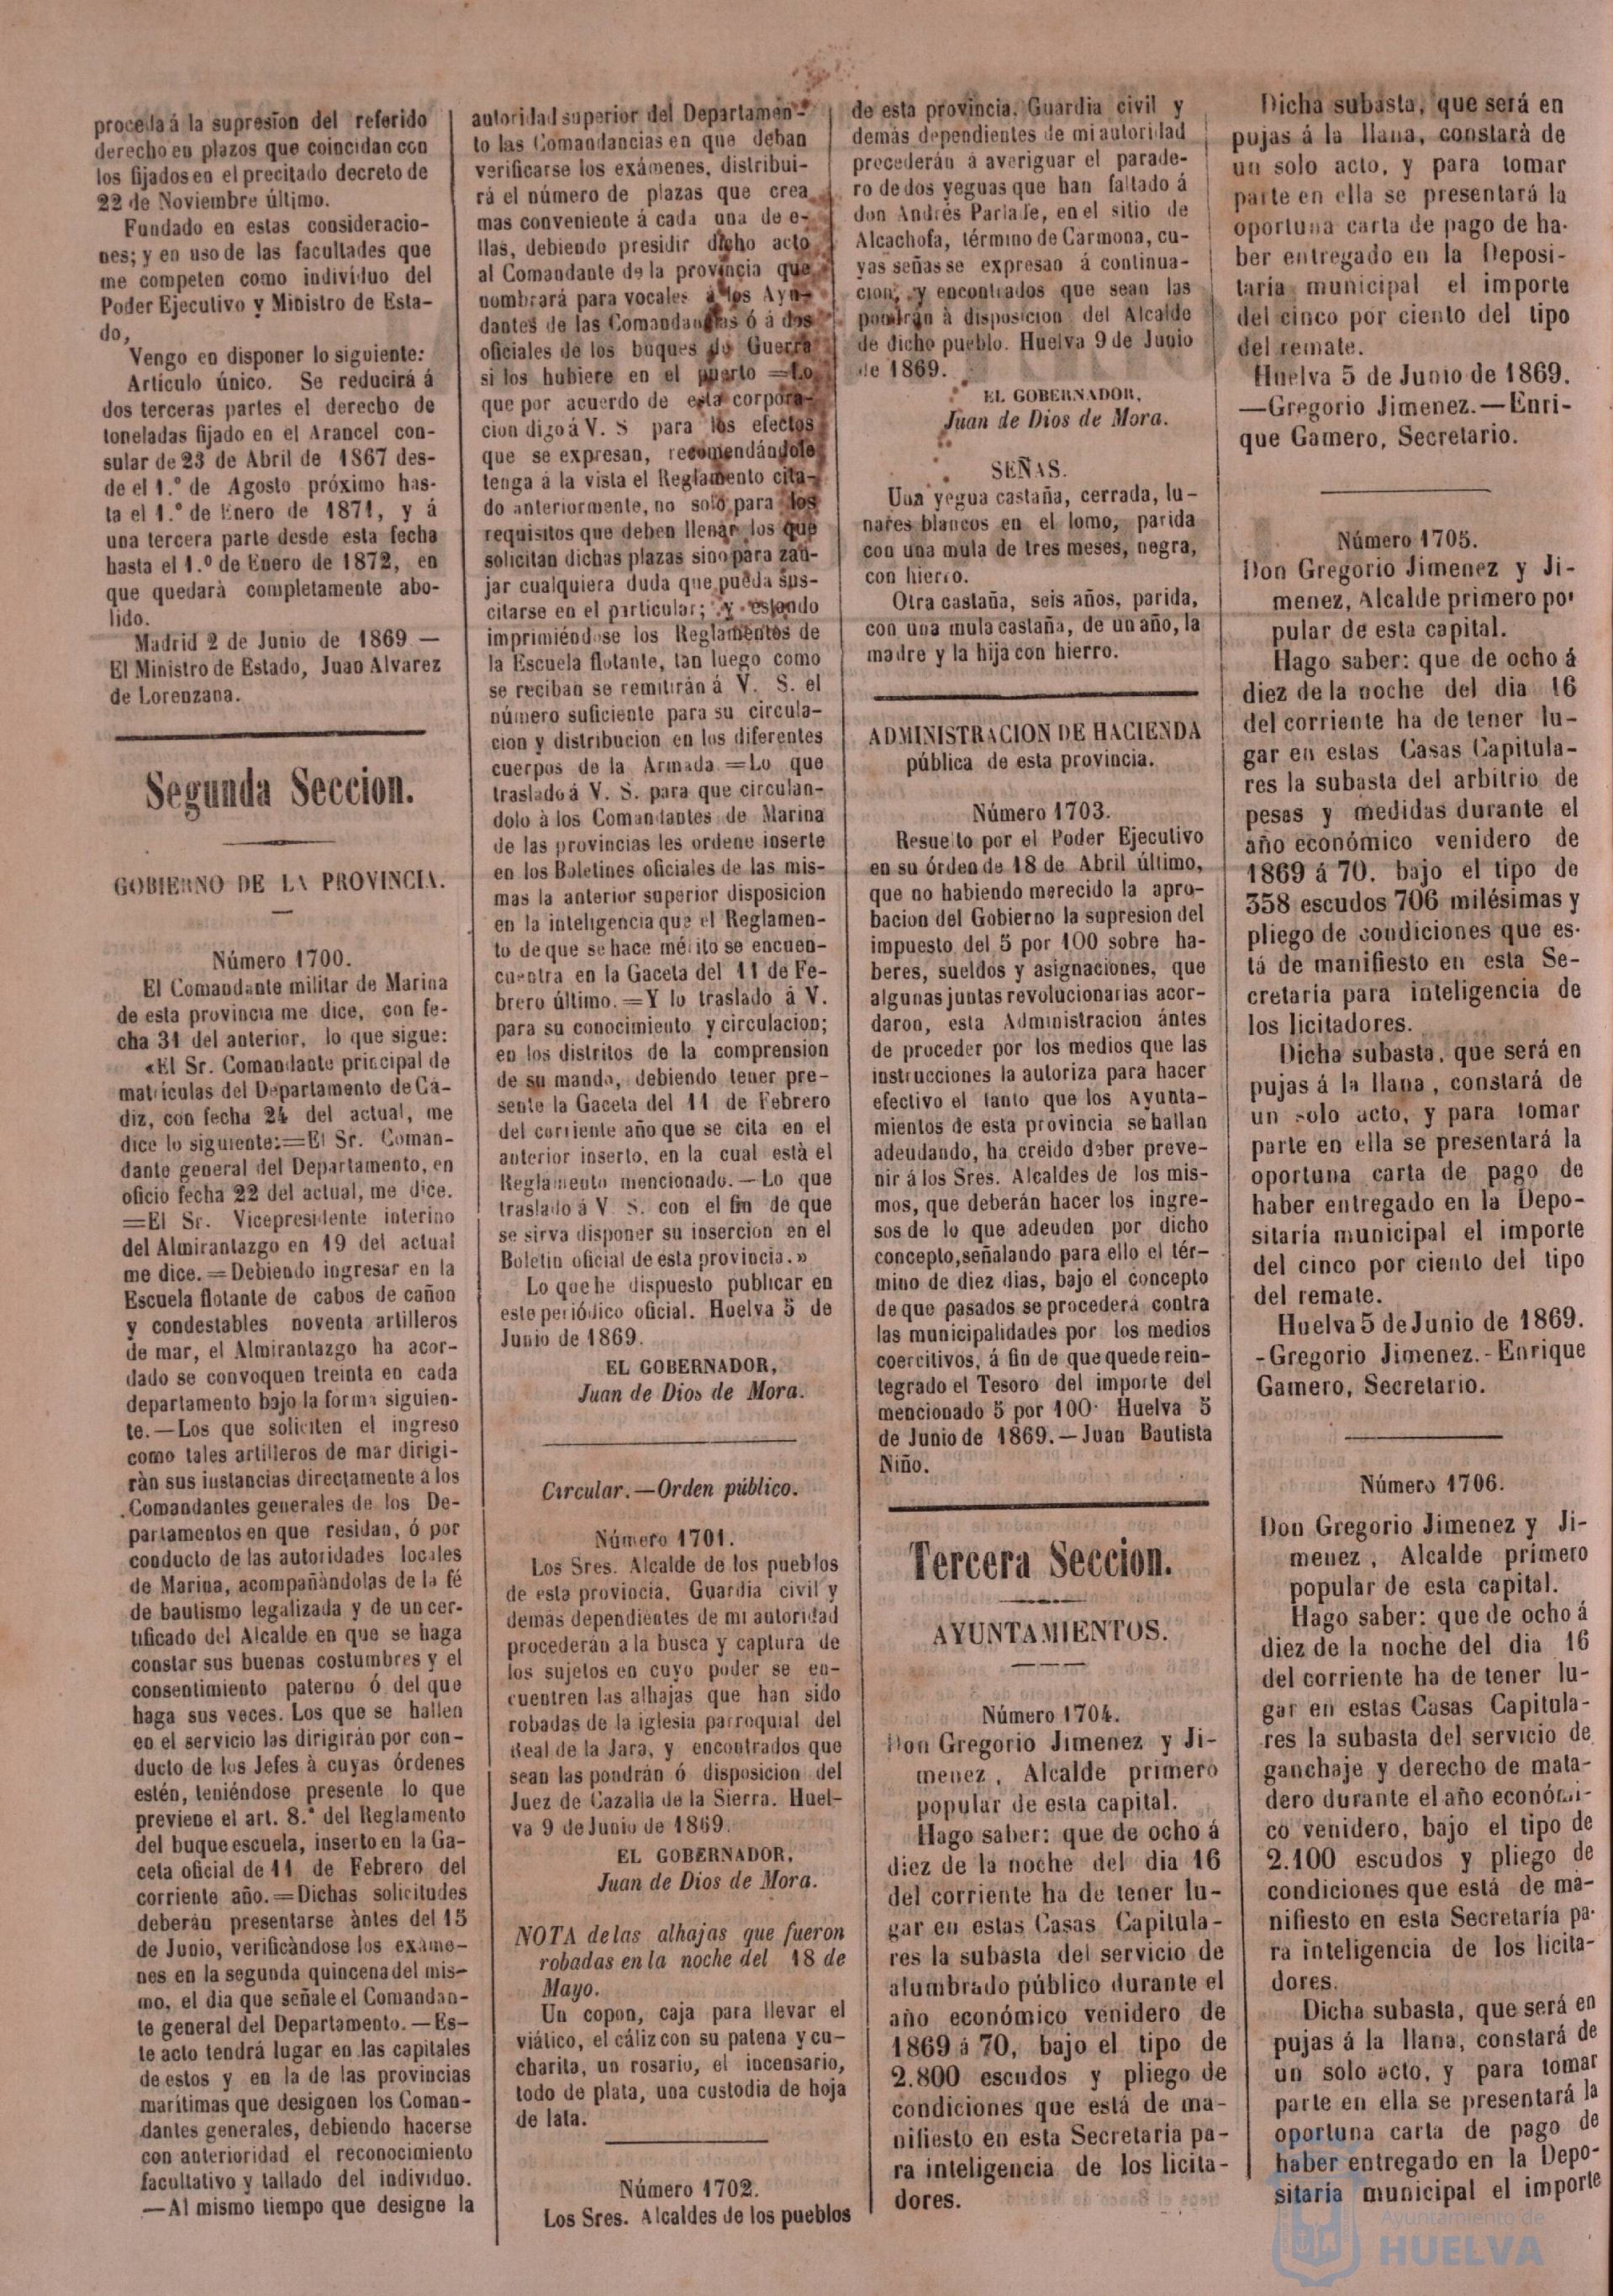 proceda á la supresion del referido
derecho en plazos que coincidan con
los fijados en el precitado decreto de
22 de Noviembre último.
Fundado en estas consideracio-
nes; y en uso de las facultades que
me competen como indivíduo del
Poder Ejecutivo y Ministro de Esta-
do,
Vengo en disponer lo siguiente:
Artículo único. Se reducirá á
dos terceras partes el derecho de
toneladas fijado en el Arancel con-
sular de 23 de Abril de 1867 des-
de el 1.º de Agosto próximo has-
ta el 1.º de Enero de 1871, y á
una tercera parte desde esta fecha
hasta el 1.º de Enero de 1872, en
que quedarà completamente abo-
lido.
Madrid 2 de Junio de 1869 —
El Ministro de Estado, Juan Alvarez
de Lorenzana.
Segunda Seccion.
GOBIERNO DE LA PROVINCIA.
Número 1700.
El Comandante militar de Marina
de esta provincia me dice, con fe-
cha 31 del anterior, lo que sigue:
«El Sr. Comandante principal de
matrículas del Departamento de Cá-
diz, con fecha 24 del actual, me
dice lo siguiente:=El Sr. Coman-
dante general del Departamento, en
oficio fecha 22 del actual, me dice.
=El Sr. Vicepresidente interino
del Almirantazgo en 19 del actual
me dice.=Debiendo ingresar en la
Escuela flotante de cabos de cañon
y condestables noventa artilleros
de mar, el Almirantazgo ha acor-
dado se convoquen treinta en cada
departamento bajo la forma siguien-
te.—Los que soliciten el ingreso
como tales artilleros de mar dirigi-
ràn sus instancias directamente á los
Comandantes generales de los De-
partamentos en que residan, ó por
conducto de las autoridades locales
de Marina, acompañàndolas de la fé
de bautismo legalizada y de un cer-
tificado del Alcalde en que se haga
constar sus buenas costumbres y el
consentimiento paterno ó del que
haga sus veces. Los que se hallen
en el servicio las dirigirán por con-
ducto de los Jefes à cuyas órdenes
estén, teniéndose presente lo que
previene el art. 8.º del Reglamento
del buque escuela, inserto en la Ga-
ceta oficial de 11 de Febrero del
corriente año.=Dichas solicitudes
deberán presentarse àntes del 15
de Junio, verificàndose los exàme-
nes en la segunda quincena del mis-
mo, el dia que señale el Comandan-
te general del Departamento.—Es-
te acto tendrá lugar en las capitales
de estos y en la de las provincias
marítimas que designen los Coman-
dantes generales, debiendo hacerse
con anterioridad el reconocimiento
facultativo y tallado del individuo.
—Al mismo tiempo que designe la
autoridad superior del Departamen-
to las Comandancias en que deban
verificarse los exámenes, distribui-
rá el número de plazas que crea
mas conveniente á cada una de e-
llas, debiendo presidir dicho acto
al Comandante de la provincia que
nombrará para vocales á los Ayu-
dantes de las Comandancias ó á dos
oficiales de los buques de Guerra
si los hubiere en el puerto=Lo
que por acuerdo de esta corpora-
cion digo à V. S para los efectos
que se expresan, recomendándole
tenga á la vista el Reglamento cita-
do anteriormente, no solo para los
requisitos que deben llenar los que
solicitan dichas plazas sino para zan-
jar cualquiera duda que pueda sus-
citarse en el particular; y estando
imprimiéndose los Reglamentos de
la Escuela flotante, tan luego como
se reciban se remitirán á V. S. el
número suficiente para su circula-
cion y distribucion en los diferentes
cuerpos de la Armada.=Lo que
traslado á V. S. para que circulan-
dolo à los Comandantes de Marina
de las provincias les ordene inserte
en los Boletines oficiales de las mis-
mas la anterior superior disposicion
en la inteligencia que el Reglamen-
to de que se hace mérito se encuen-
cuentra en la Gaceta del 11 de Fe-
brero último.=Y lo traslado à V.
para su conocimiento y circulacion;
en los distritos de la comprension
de su mando, debiendo tener pre-
sente la Gaceta del 11 de Febrero
del corriente año que se cita en el
anterior inserto, en la cual està el
Reglamento mencionado.—Lo que
traslado á V S. con el fin de que
se sirva disponer su insercion en el
Boletin oficial de esta provincia.»
Lo que he dispuesto publicar en
este periódico oficial. Huelva 5 de
Junio de 1869.
EL GOBERNADOR,
Juan de Dios de Mora.
Circular.—Orden público.
Número 1701.
Los Sres. Alcalde de los pueblos
de esta provincia, Guardia civil y
demás dependientes de mi autoridad
procederán a la busca y captura de
los sujetos en cuyo poder se en-
cuentren las alhajas que han sido
robadas de la iglesia parroquial del
Real de la Jara, y encontrados que
sean las pondrán ó disposicion del
Juez de Cazalla de la Sierra. Huel-
va 9 de Junio de 1869.
EL GOBERNADOR,
Juan de Dios de Mora.
NOTA de las alhajas que fueron
robadas en la noche del 18 de
Mayo.
Un copon, caja para llevar el
viático, el cáliz con su patena y cu-
charita, un rosario, el incensario,
todo de plata, una custodia de hoja
de lata.
Número 1702.
Los Sres. Alcaldes de los pueblos
de esta provincia, Guardia civil y
demás dependientes de mi autoridad
procederán á averiguar el parade-
ro de dos yeguas que han faltado á
don Andrés Parlade, en el sitio de
Alcachofa, término de Carmona, cu-
yas señas se expresan á continua-
cion, y encontrados que sean las
pondrán à disposicion del Alcalde
de dicho pueblo. Huelva 9 de Junio
de 1869.
EL GOBERNADOR,
Juan de Dios de Mora.
SEÑAS.
Una yegua castaña, cerrada, lu-
nares blancos en el lomo, parida
con una mula de tres meses, negra,
con hierro.
Otra castaña, seis años, parida,
con una mula castaña, de un año, la
madre y la hija con hierro.
ADMINISTRACION DE HACIENDA
pública de esta provincia.
Número 1703.
Resuelto por el Poder Ejecutivo
en su órden de 18 de Abril último,
que no habiendo merecido la apro-
bacion del Gobierno la supresion del
impuesto del 5 por 100 sobre ha-
beres, sueldos y asignaciones, que
algunas juntas revolucionarias acor-
daron, esta Administracion ántes
de proceder por los medios que las
instrucciones la autoriza para hacer
efectivo el tanto que los Ayunta-
mientos de esta provincia se hallan
adeudando, ha creido deber preve-
nir á los Sres. Alcaldes de los mis-
mos, que deberán hacer los ingre-
sos de lo que adeuden por dicho
concepto, señalando para ello el tér-
mino de diez dias, bajo el concepto
de que pasados se procederá contra
las municipalidades por los medios
coercitivos, á fin de que quede rein-
tegrado el Tesoro del importe del
mencionado 5 por 100· Huelva 5
de Junio de 1869.—Juan Bautista
Niño.
Tercera Seccion.
AYUNTAMIENTOS.
Número 1704.
Don Gregorio Jimenez y Ji-
menez, Alcalde primero
popular de esta capital.
Hago saber: que de ocho á
diez de la noche del dia 16
del corriente ha de tener lu-
gar en estas Casas Capitula-
res la subasta del servicio de
alumbrado público durante el
año económico venidero de
1869 á 70, bajo el tipo de
2.800 escudos y pliego de
condiciones que está de ma-
nifiesto en esta Secretaria pa-
ra inteligencia de los licita-
dores.
Dicha subasta, que será en
pujas á la llana, constarà de
un solo acto, y para tomar
parte en ella se presentará la
oportuna carta de pago de ha-
ber entregado en la Deposi-
taría municipal el importe
del cinco por ciento del tipo
del remate.
Huelva 5 de Junio de 1869.
—Gregorio Jimenez.—Enri-
que Gamero, Secretario.
Número 1705.
Don Gregorio Jimenez y Ji-
menez, Alcalde primero po
pular de esta capital.
Hago saber: que de ocho á
diez de la noche del dia 16
del corriente ha de tener lu-
gar en estas Casas Capitula-
res la subasta del arbitrio de
pesas y medidas durante el
año económico venidero de
1869 á 70, bajo el tipo de
358 escudos 706 milésimas y
pliego de condiciones que es-
tá de manifiesto en esta Se-
cretaría para inteligencia de
los licitadores.
Dicha subasta, que será en
pujas á la llana, constará de
un solo acto, y para tomar
parte en ella se presentará la
oportuna carta de pago de
haber entregado en la Depo-
sitaría municipal el importe
del cinco por ciento del tipo
del remate.
Huelva 5 de Junio de 1869.
-Gregorio Jimenez.-Enrique
Gamero, Secretario.
Número 1706.
Don Gregorio Jimenez y Ji-
menez, Alcalde primero
popular de esta capital.
Hago saber: que de ocho á
diez de la noche del dia 16
del corriente ha de tener lu-
gar en estas Casas Capitula-
res la subasta del servicio de
ganchaje y derecho de mata-
dero durante el año económi-
co venidero, bajo el tipo de
2.100 escudos y pliego de
condiciones que está de ma-
nifiesto en esta Secretaría pa-
ra inteligencia de los licita-
dores.
Dicha subasta, que será en
pujas á la llana, constará de
un solo acto, y para tomar
parte en ella se presentará la
oportuna carta de pago de
haber entregado en la Depo-
sitaria municipal el importe
Ayuntamiento de
HUELVA